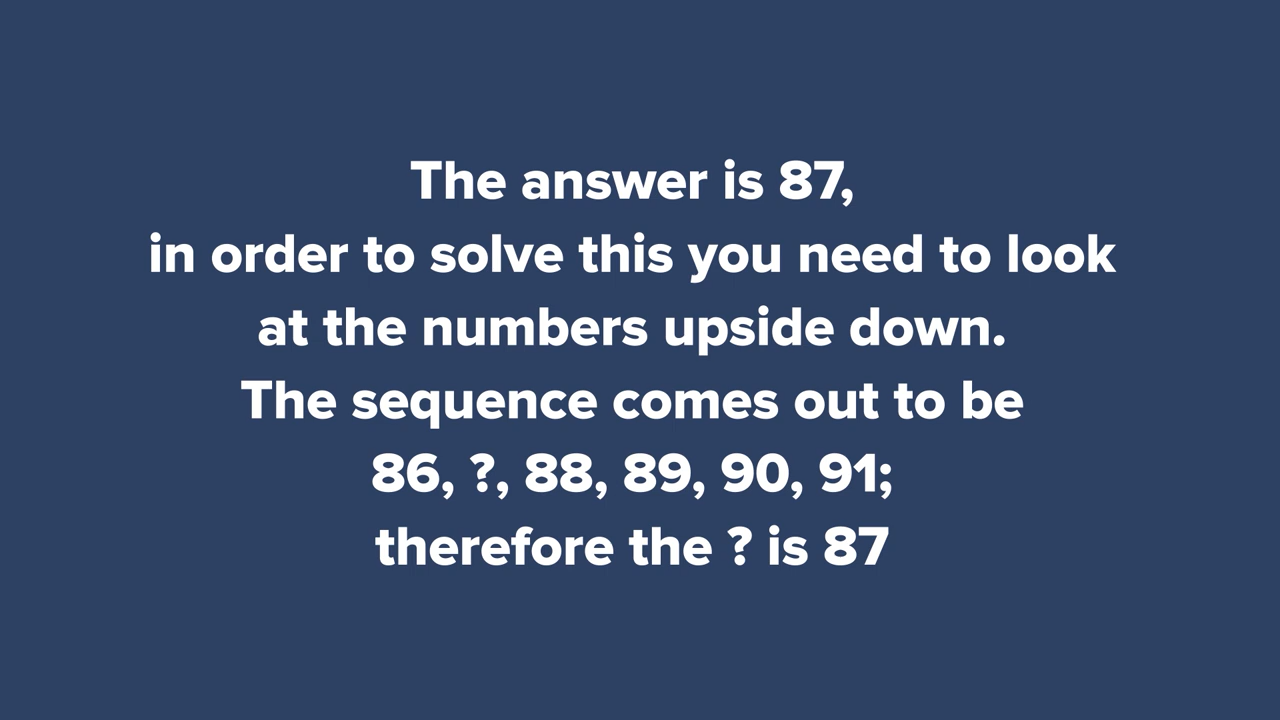 The answer is 87,
in order to solve this you need to look
at the numbers upside down.
The sequence comes out to be
86, ?, 88, 89, 90, 91;
therefore the ? is 87